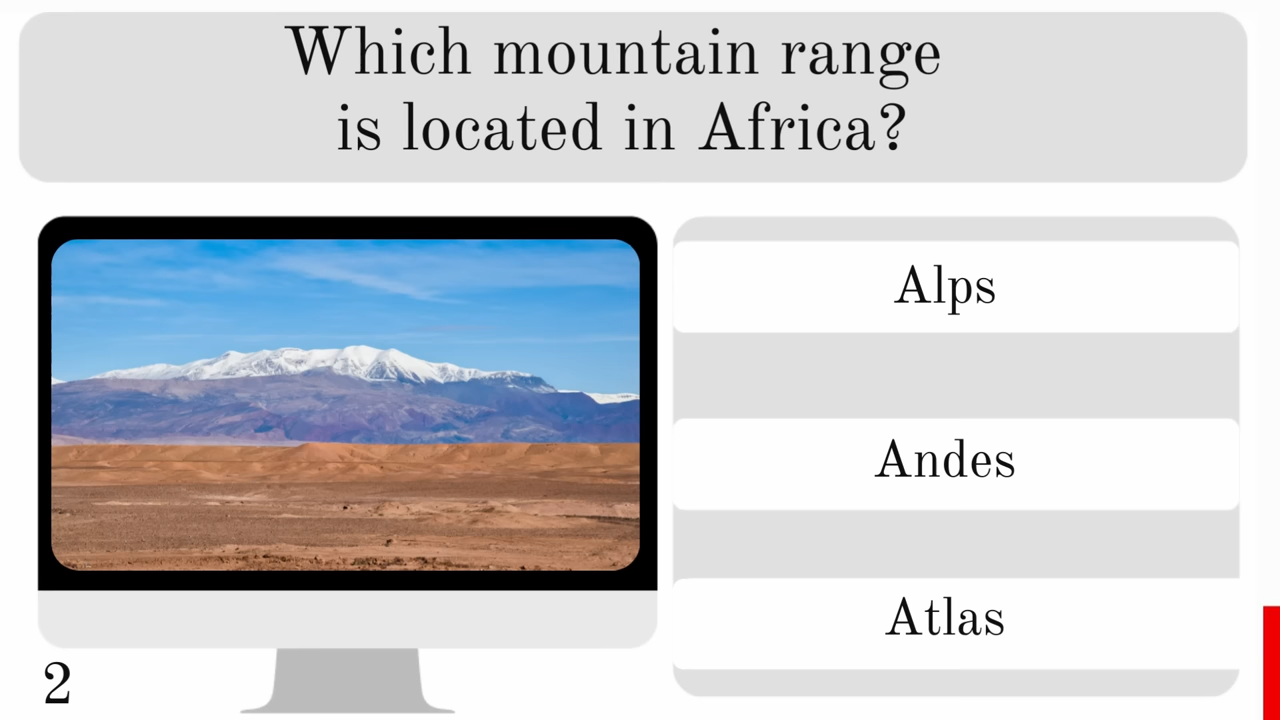 Which mountain range
is located in Africa?
Alps
Andes
Atlas
2